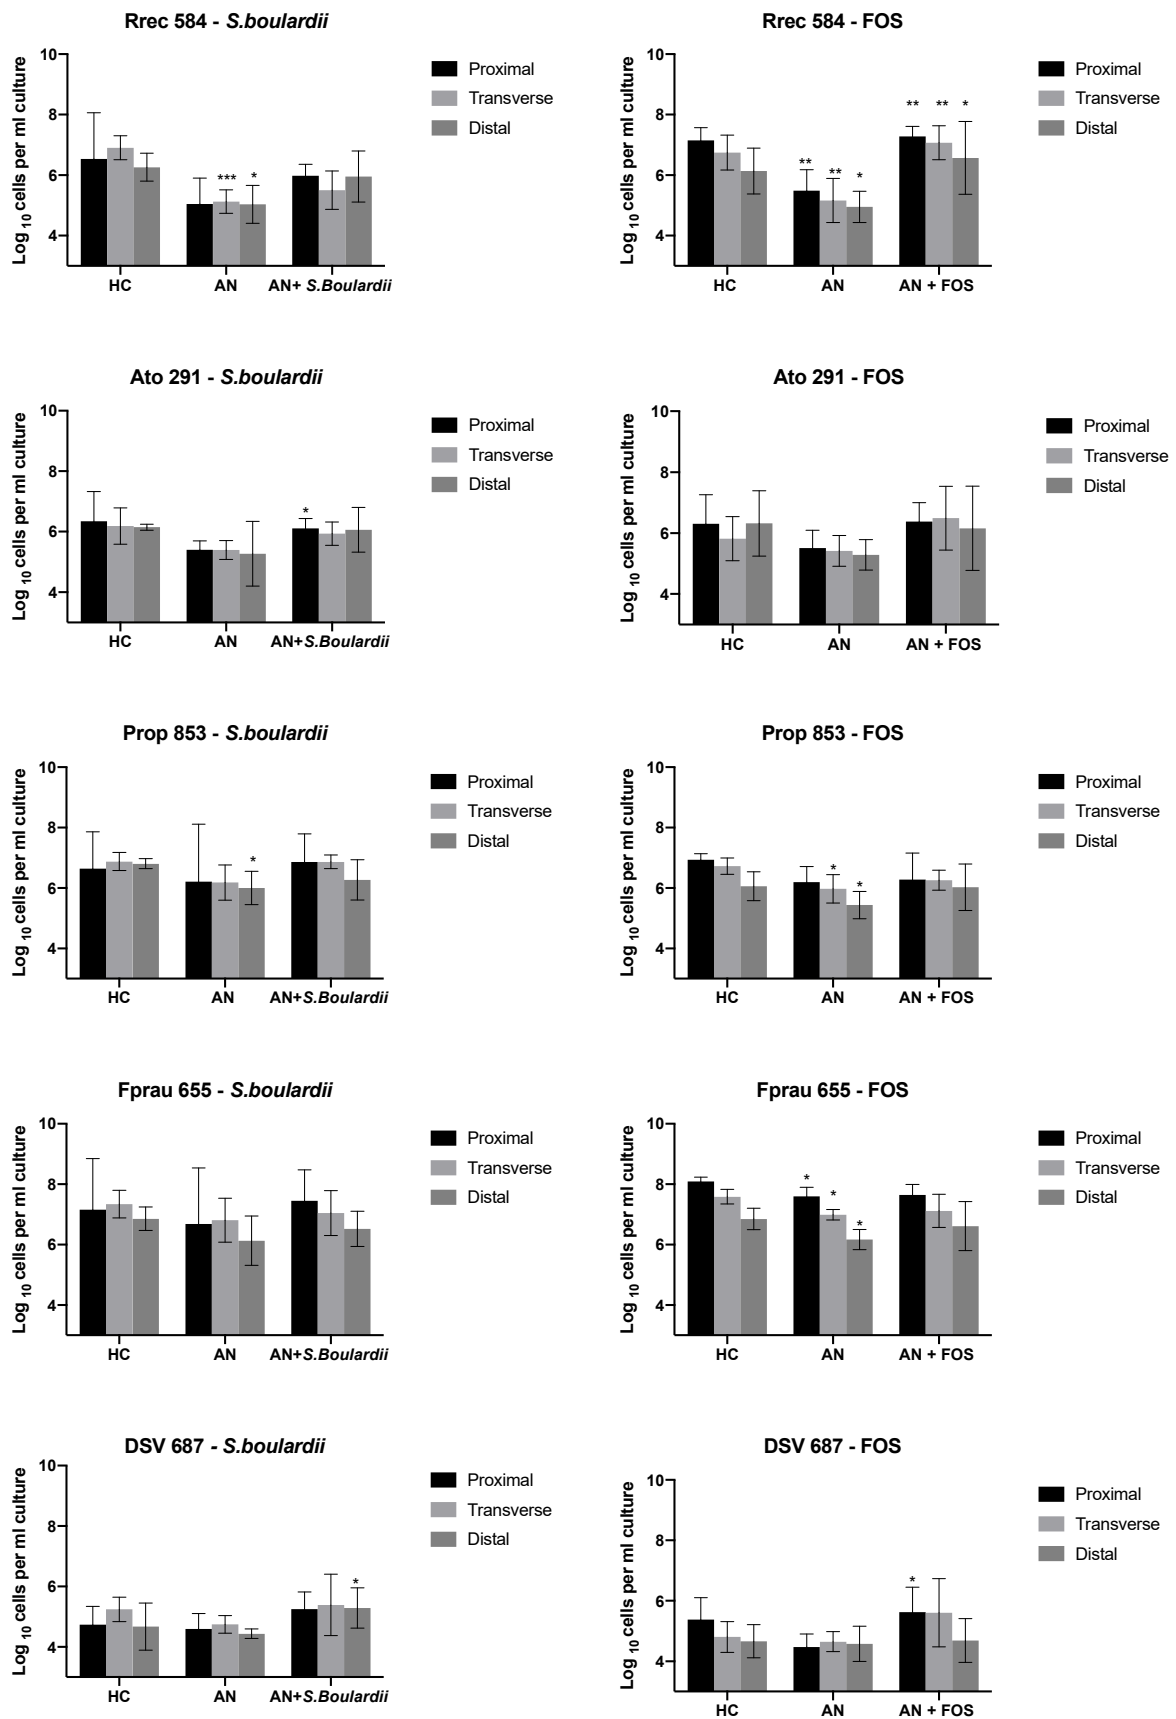 Rrec 584 - S.boulardii
Log 10 cells per ml culture
10
8
6
4
*** *
HC AN AN+ S.Boulardii
Proximal
Transverse
Distal
Rrec 584 - FOS
Log 10 cells per ml culture
10
8
6
4
** ** * ** ** *
HC AN AN + FOS
Proximal
Transverse
Distal
Ato 291 - S.boulardii
Log 10 cells per ml culture
10
8
6
4
*
HC AN AN+S.Boulardii
Proximal
Transverse
Distal
Ato 291 - FOS
Log 10 cells per ml culture
10
8
6
4
HC AN AN + FOS
Proximal
Transverse
Distal
Prop 853 - S.boulardii
Log 10 cells per ml culture
10
8
6
4
*
HC AN AN+S.Boulardii
Proximal
Transverse
Distal
Prop 853 - FOS
Log 10 cells per ml culture
10
8
6
4
* *
HC AN AN + FOS
Proximal
Transverse
Distal
Fprau 655 - S.boulardii
Log 10 cells per ml culture
10
8
6
4
HC AN AN+S.Boulardii
Proximal
Transverse
Distal
Fprau 655 - FOS
Log 10 cells per ml culture
10
8
6
4
* * *
HC AN AN + FOS
Proximal
Transverse
Distal
DSV 687 - S.boulardii
Log 10 cells per ml culture
10
8
6
4
*
HC AN AN+S.Boulardii
Proximal
Transverse
Distal
DSV 687 - FOS
Log 10 cells per ml culture
10
8
6
4
*
HC AN AN + FOS
Proximal
Transverse
Distal